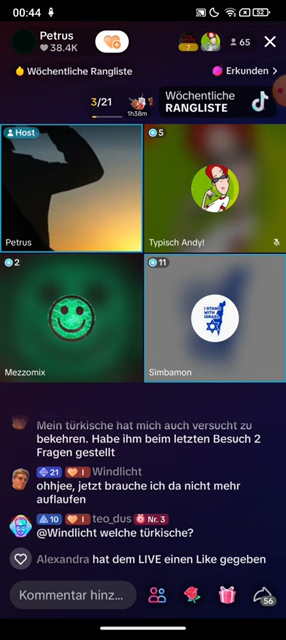 00:44
52
Petrus
38.4K
7
65
Wöchentliche Rangliste
Erkunden >
3/21
1h38m
Wöchentliche
RANGLISTE
Host
5
Petrus
Typisch Andy!
2
11
I STAND
WITH
ISRAEL
Mezzomix
Simbamon
Mein türkische hat mich auch versucht zu
bekehren. Habe ihm beim letzten Besuch 2
Fragen gestellt
21 I Windlicht
ohhjee, jetzt brauche ich da nicht mehr
auflaufen
10 I teo_dus Nr. 3
@Windlicht welche türkische?
Alexandra hat dem LIVE einen Like gegeben
Kommentar hinz...
56